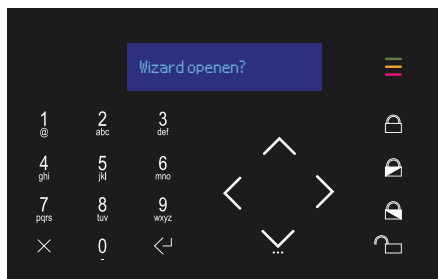 Wizard openen?
1 2 3
@ abc def
4 5 6
ghi jkl mno
7 8 9
pqrs tuv wxyz
0
-
...